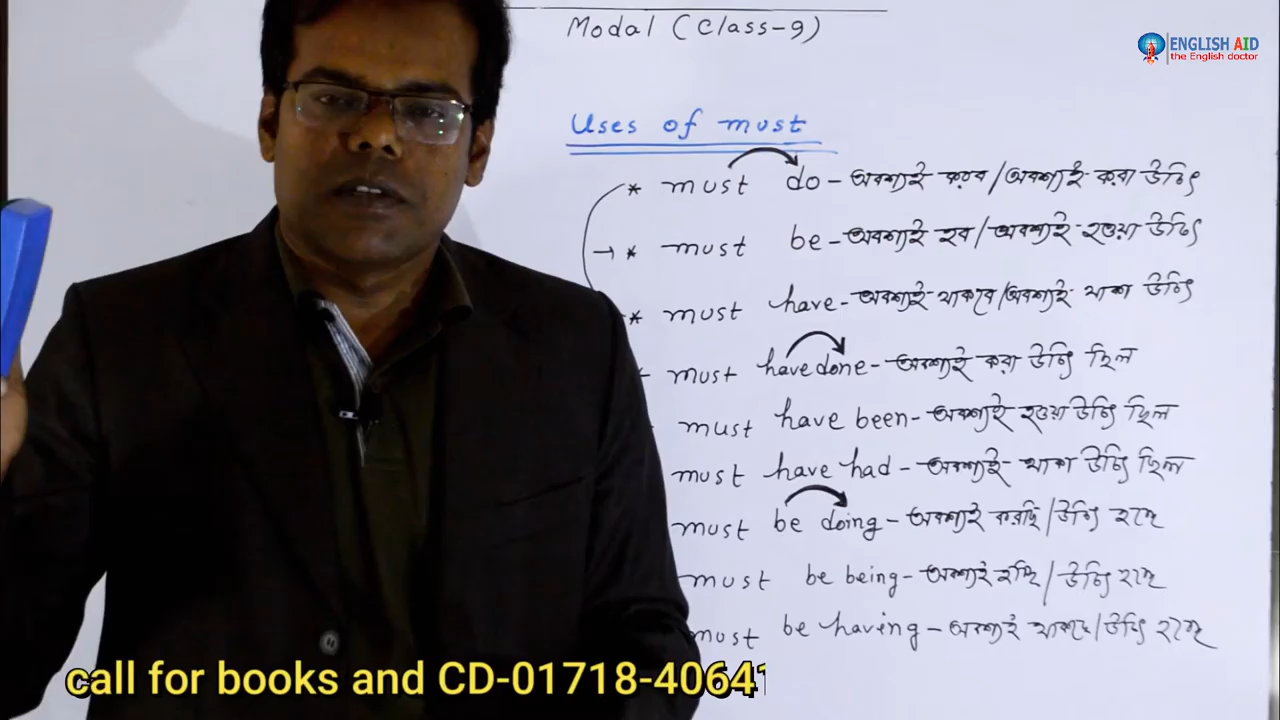 Modal (Class-9)
ENGLISH AID
the English doctor
Uses of must
* must do - অবশ্যই করব / অবশ্যই করা উচিৎ
→ * must be - অবশ্যই হব / অবশ্যই হওয়া উচিৎ
* must have - অবশ্যই থাকবে / অবশ্যই থাকা উচিৎ
must have done - অবশ্যই করা উচিৎ ছিল
must have been - অবশ্যই হওয়া উচিৎ ছিল
must have had - অবশ্যই থাকা উচিৎ ছিল
must be doing - অবশ্যই করছি / উচিৎ হচ্ছে
must be being - অবশ্যই হচ্ছি / উচিৎ হচ্ছে
must be having - অবশ্যই থাকছে / উচিৎ হচ্ছে
call for books and CD-01718-40641